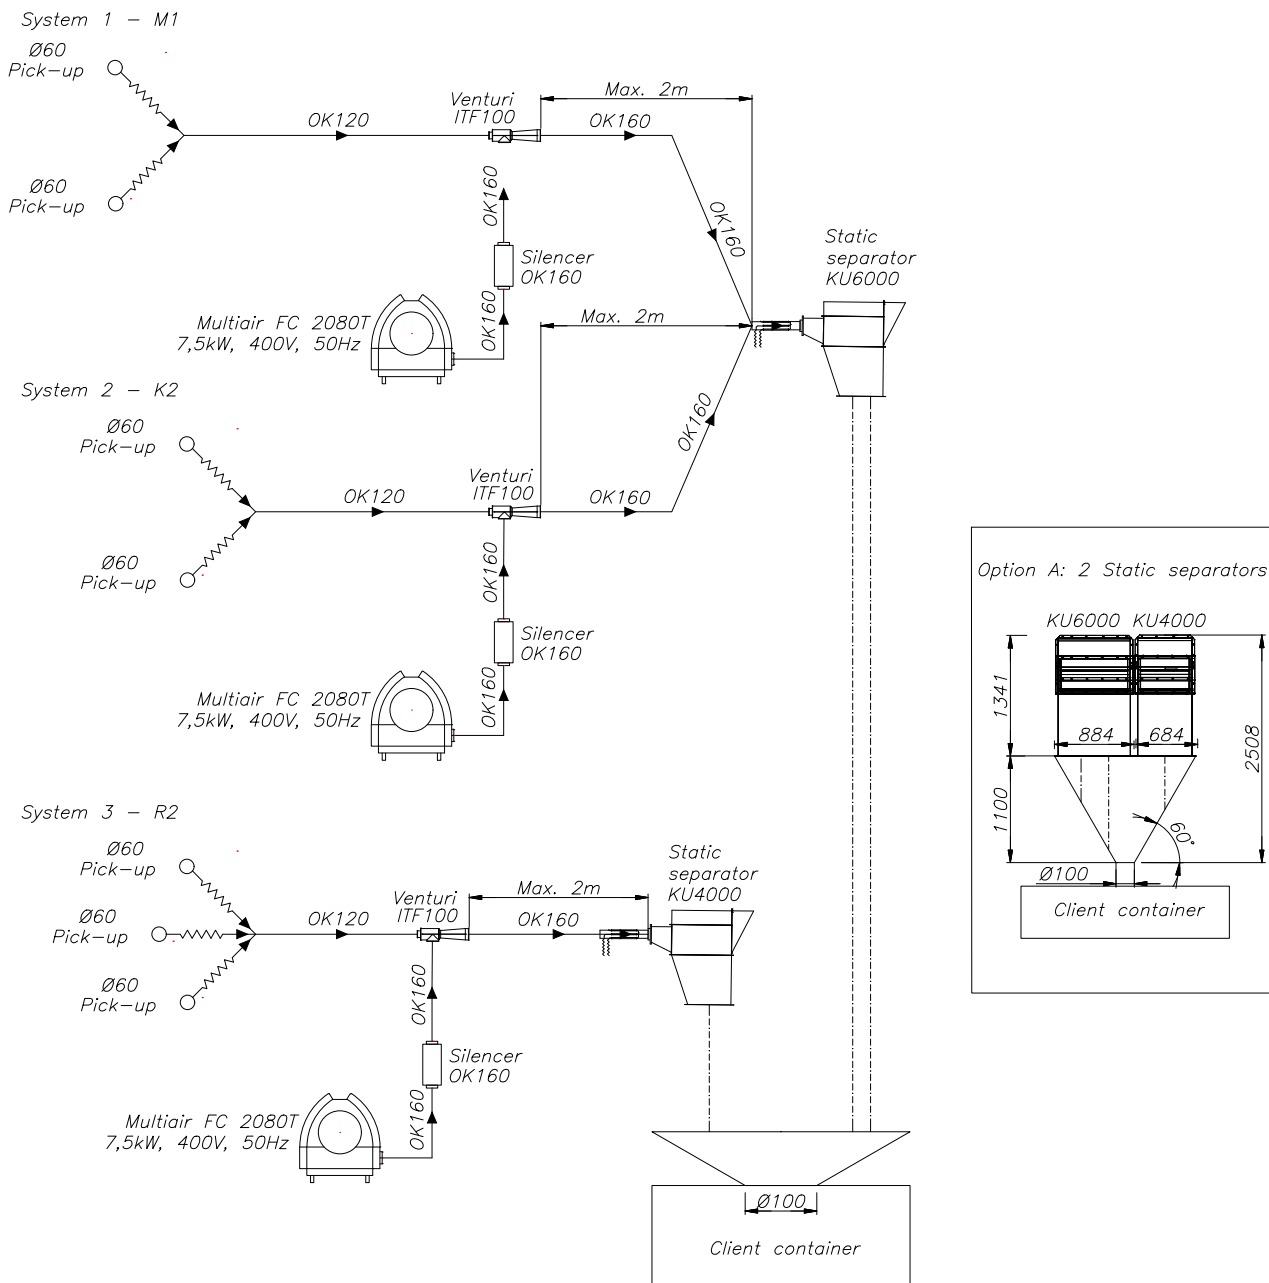 System 1 - M1
Ø60
Pick-up
Ø60
Pick-up
OK120
Venturi
ITF100
Max. 2m
OK160
OK160
OK160
Silencer
OK160
OK160
Multiair FC 2080T
7,5kW, 400V, 50Hz
Static
separator
KU6000
Max. 2m
System 2 - K2
Ø60
Pick-up
Ø60
Pick-up
OK120
Venturi
ITF100
OK160
OK160
OK160
Silencer
OK160
OK160
Multiair FC 2080T
7,5kW, 400V, 50Hz
System 3 - R2
Ø60
Pick-up
Ø60
Pick-up
Ø60
Pick-up
OK120
Venturi
ITF100
Max. 2m
OK160
Static
separator
KU4000
OK160
Silencer
OK160
OK160
Multiair FC 2080T
7,5kW, 400V, 50Hz
Ø100
Client container
Option A: 2 Static separators
KU6000 KU4000
1341
884
684
2508
1100
60°
Ø100
Client container